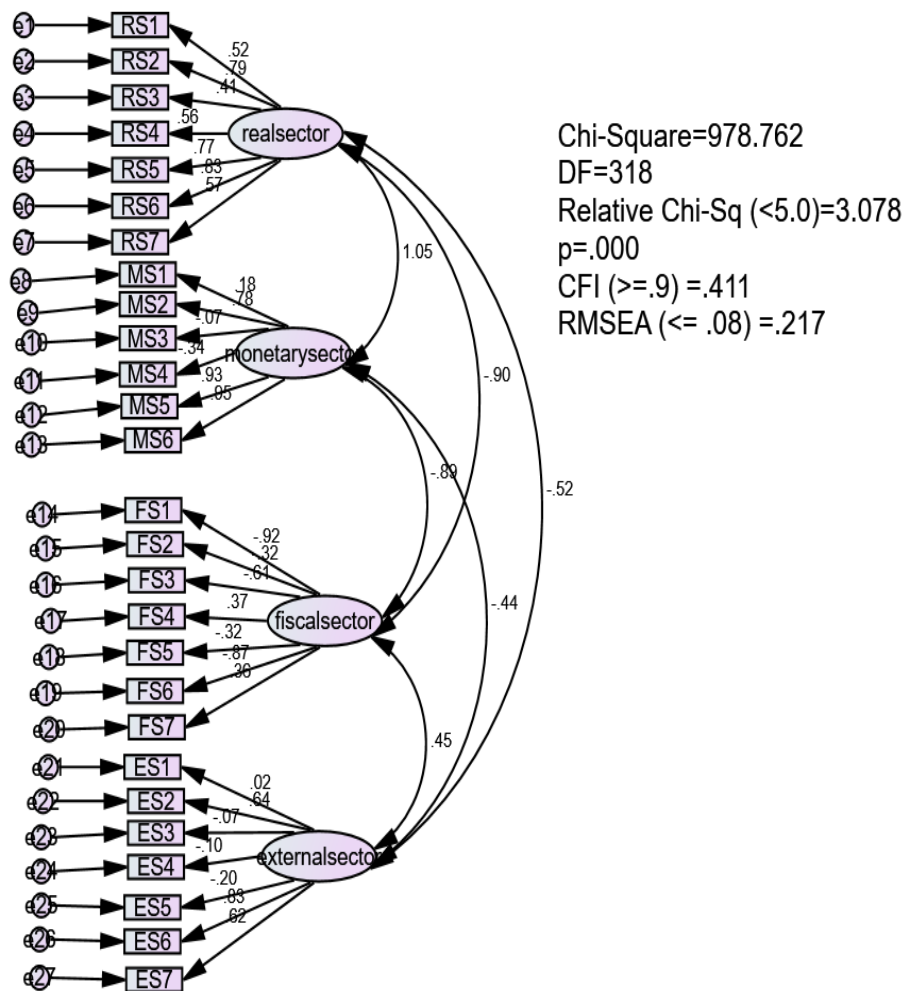 e1 RS1
e2 RS2
e3 RS3
e4 RS4
e5 RS5
e6 RS6
e7 RS7
.52
.79
.41
.56
.77
.83
.57
realsector
e8 MS1
e9 MS2
e10 MS3
e11 MS4
e12 MS5
e13 MS6
.18
.78
-.07
-.34
.93
.95
monetarysector
e14 FS1
e15 FS2
e16 FS3
e17 FS4
e18 FS5
e19 FS6
e20 FS7
-.92
-.61
.37
-.32
-.87
.36
fiscalsector
e21 ES1
e22 ES2
e23 ES3
e24 ES4
e25 ES5
e26 ES6
e27 ES7
.02
.64
-.07
-.10
-.20
.83
.62
externalsector
1.05
-.90
-.89
-.52
-.44
.45
Chi-Square=978.762
DF=318
Relative Chi-Sq (<5.0)=3.078
p=.000
CFI (>=.9) =.411
RMSEA (<= .08) =.217